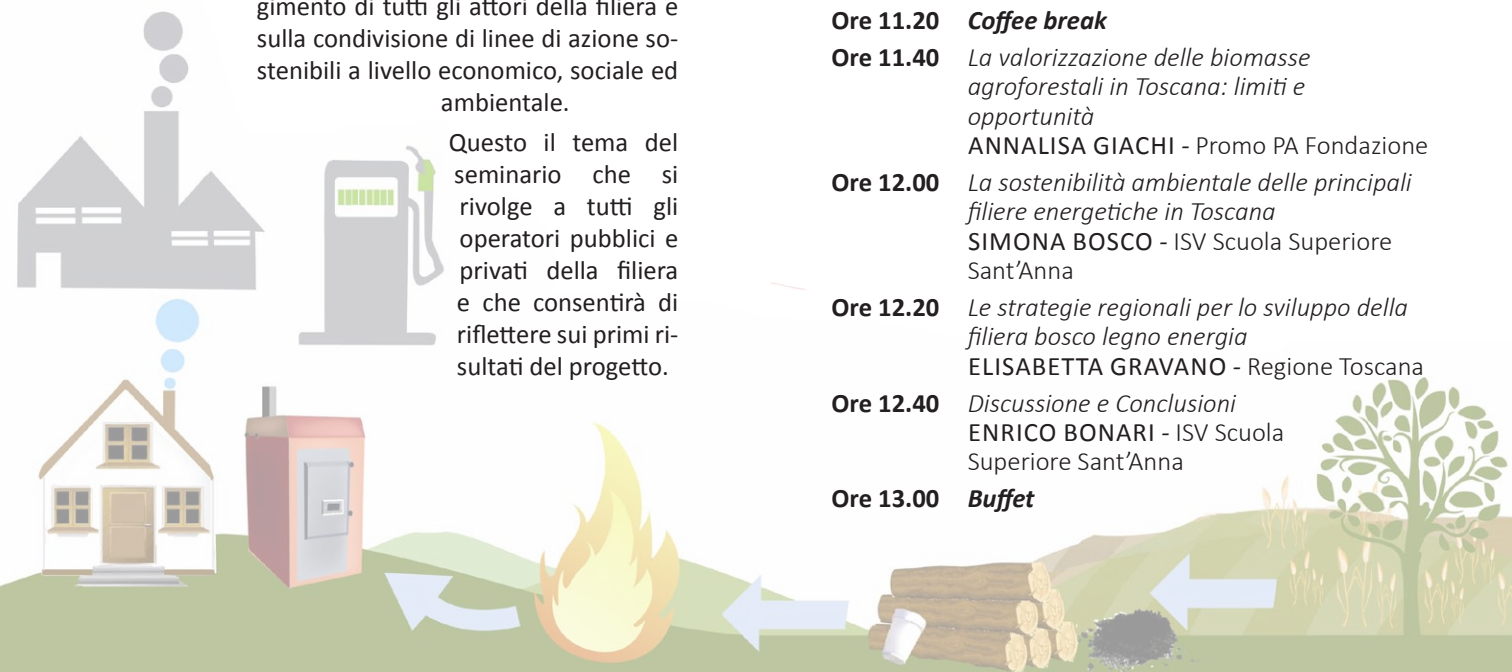 gimento di tutti gli attori della filiera e
sulla condivisione di linee di azione so-
stenibili a livello economico, sociale ed
ambientale.
Questo il tema del
seminario che si
rivolge a tutti gli
operatori pubblici e
privati della filiera
e che consentirà di
riflettere sui primi ri-
sultati del progetto.
Ore 11.20 Coffee break
Ore 11.40 La valorizzazione delle biomasse
agroforestali in Toscana: limiti e
opportunità
ANNALISA GIACHI - Promo PA Fondazione
Ore 12.00 La sostenibilità ambientale delle principali
filiere energetiche in Toscana
SIMONA BOSCO - ISV Scuola Superiore
Sant’Anna
Ore 12.20 Le strategie regionali per lo sviluppo della
filiera bosco legno energia
ELISABETTA GRAVANO - Regione Toscana
Ore 12.40 Discussione e Conclusioni
ENRICO BONARI - ISV Scuola
Superiore Sant’Anna
Ore 13.00 Buffet